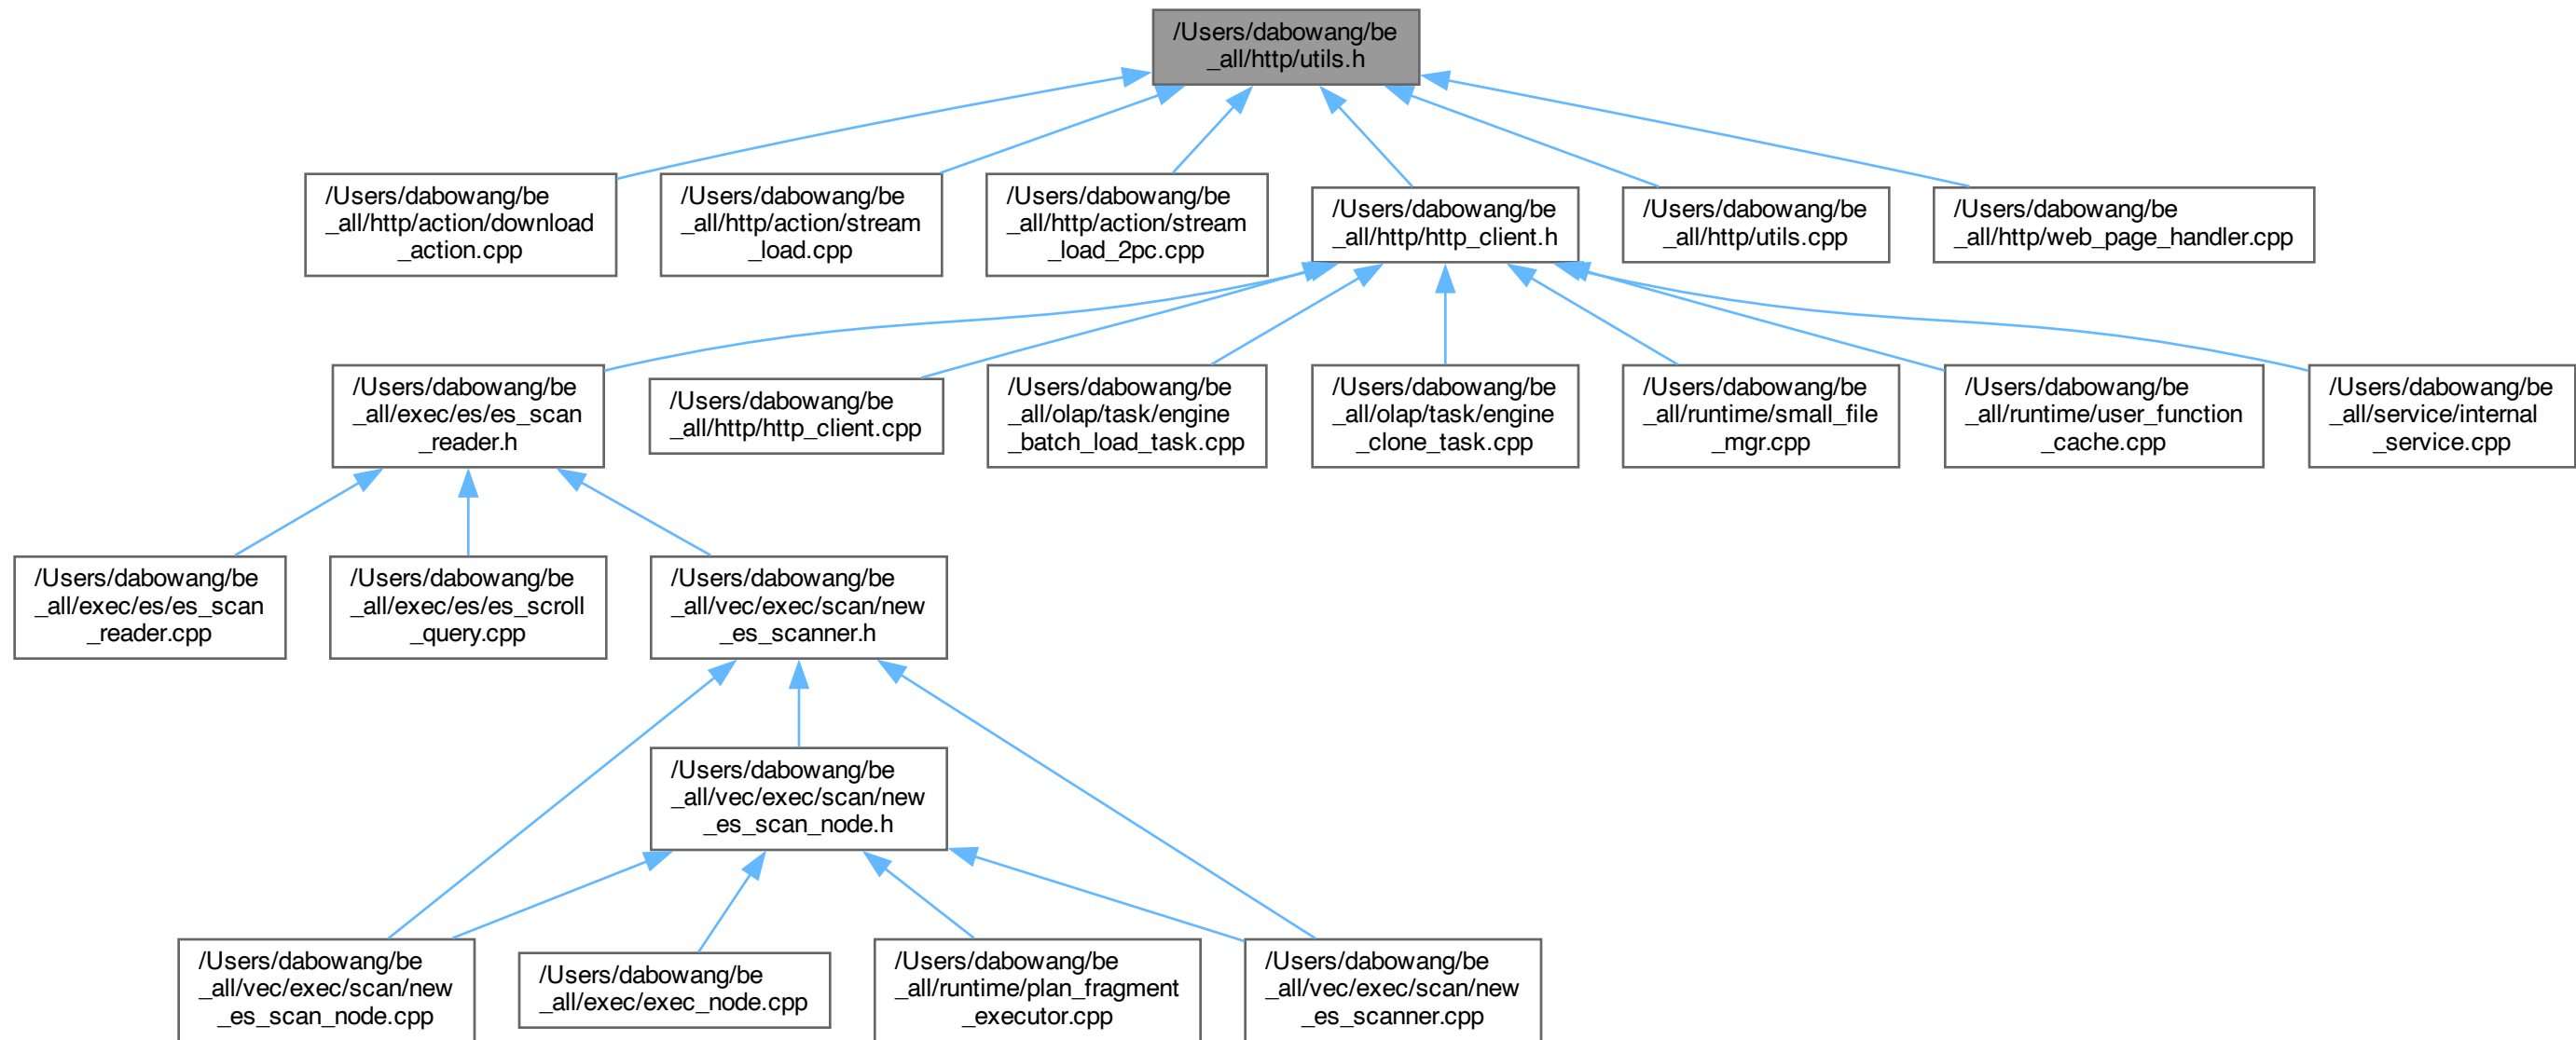 /Users/dabowang/be
_all/http/utils.h
/Users/dabowang/be
_all/http/action/download
_action.cpp
/Users/dabowang/be
_all/http/action/stream
_load.cpp
/Users/dabowang/be
_all/http/action/stream
_load_2pc.cpp
/Users/dabowang/be
_all/http/http_client.h
/Users/dabowang/be
_all/http/utils.cpp
/Users/dabowang/be
_all/http/web_page_handler.cpp
/Users/dabowang/be
_all/exec/es/es_scan
_reader.h
/Users/dabowang/be
_all/http/http_client.cpp
/Users/dabowang/be
_all/olap/task/engine
_batch_load_task.cpp
/Users/dabowang/be
_all/olap/task/engine
_clone_task.cpp
/Users/dabowang/be
_all/runtime/small_file
_mgr.cpp
/Users/dabowang/be
_all/runtime/user_function
_cache.cpp
/Users/dabowang/be
_all/service/internal
_service.cpp
/Users/dabowang/be
_all/exec/es/es_scan
_reader.cpp
/Users/dabowang/be
_all/exec/es/es_scroll
_query.cpp
/Users/dabowang/be
_all/vec/exec/scan/new
_es_scanner.h
/Users/dabowang/be
_all/vec/exec/scan/new
_es_scan_node.h
/Users/dabowang/be
_all/vec/exec/scan/new
_es_scan_node.cpp
/Users/dabowang/be
_all/exec/exec_node.cpp
/Users/dabowang/be
_all/runtime/plan_fragment
_executor.cpp
/Users/dabowang/be
_all/vec/exec/scan/new
_es_scanner.cpp